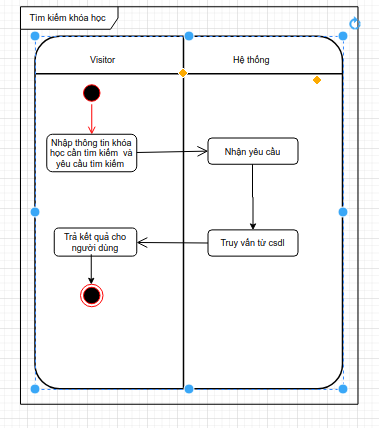 Tìm kiếm khóa học
Visitor
Hệ thống
Nhập thông tin khóa
học cần tìm kiếm và
yêu cầu tìm kiếm
Nhận yêu cầu
Trả kết quả cho
người dùng
Truy vấn từ csdl